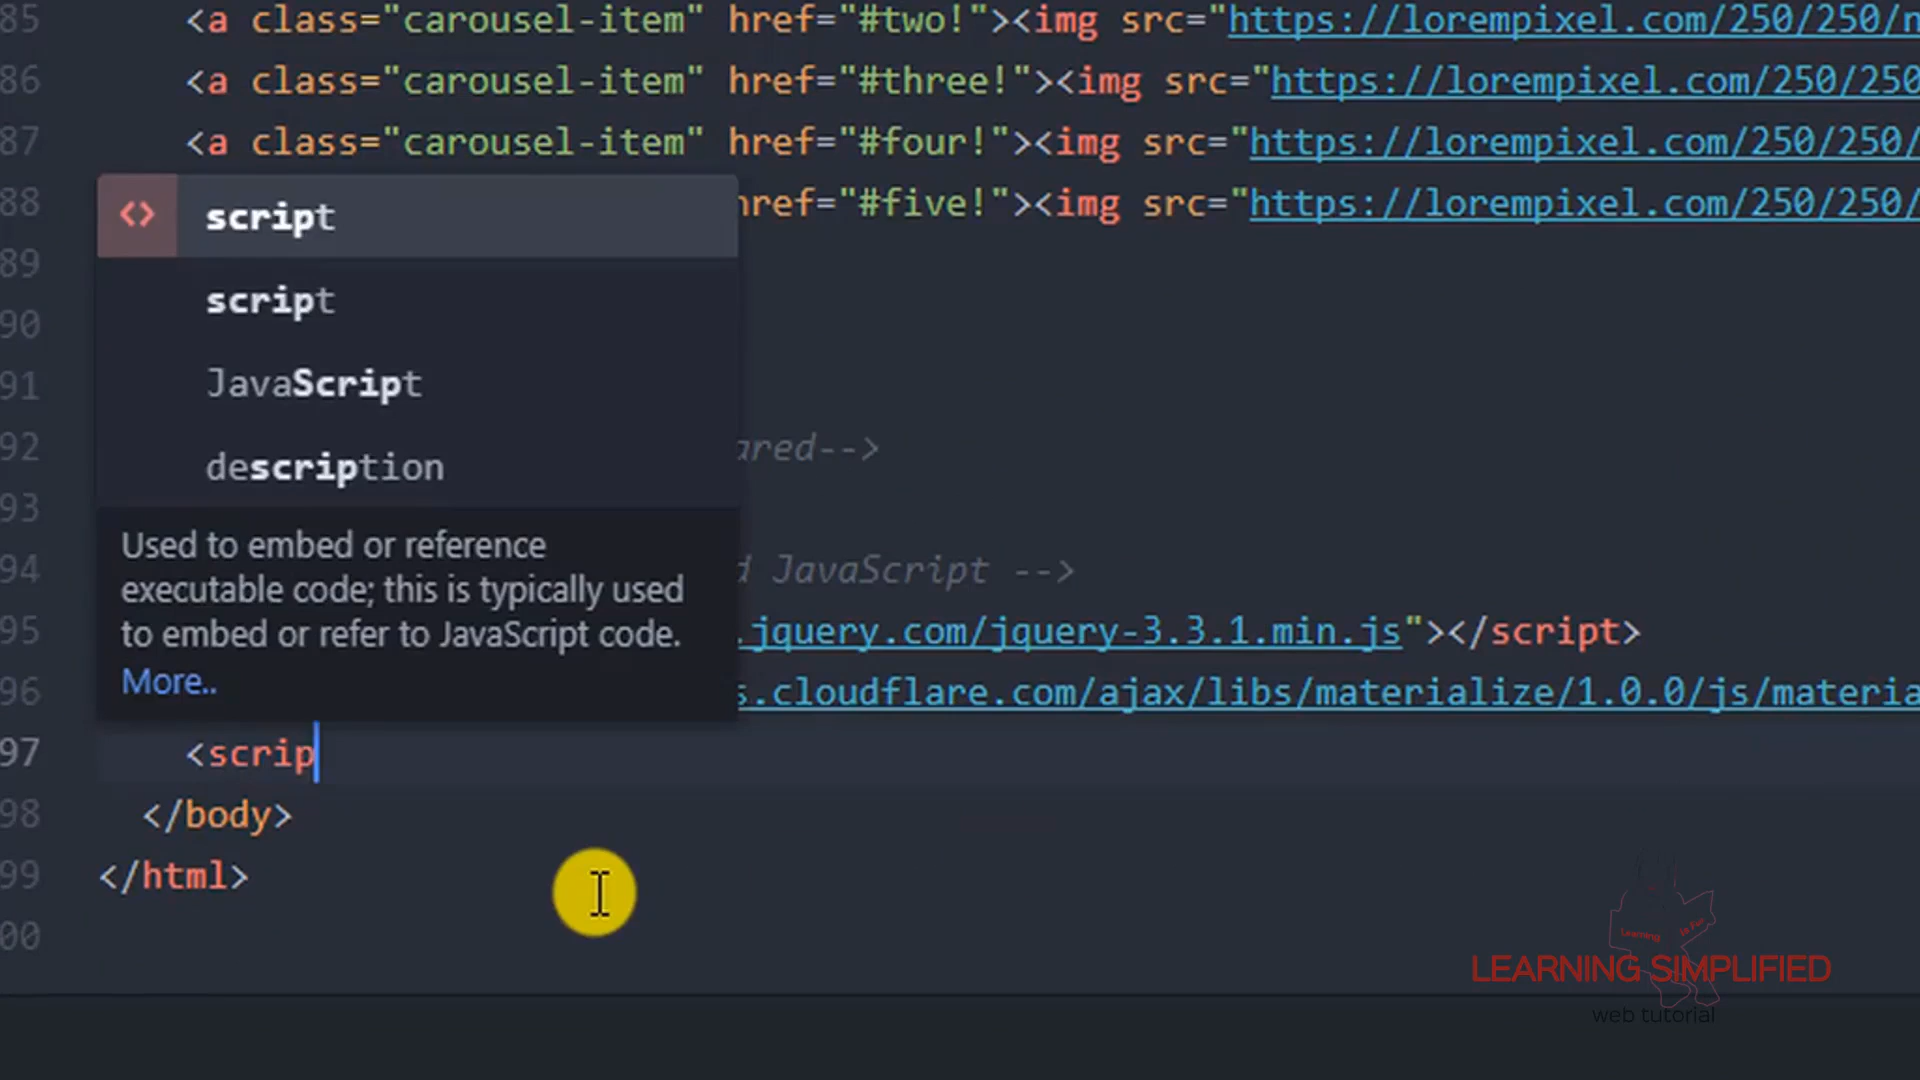 85 <a class="carousel-item" href="#two!"><img src="https://lorempixel.com/250/250/n
86 <a class="carousel-item" href="#three!"><img src="https://lorempixel.com/250/250
87 <a class="carousel-item" href="#four!"><img src="https://lorempixel.com/250/250/
88 href="#five!"><img src="https://lorempixel.com/250/250/
<> script
89
script
90
JavaScript
91
92 ared-->
description
93
94 d JavaScript -->
Used to embed or reference
executable code; this is typically used
to embed or refer to JavaScript code.
More..
95 .jquery.com/jquery-3.3.1.min.js"></script>
96 s.cloudflare.com/ajax/libs/materialize/1.0.0/js/materia
97 <scrip
98 </body>
99 </html>
00
Learning Is Fun
LEARNING SIMPLIFIED
web tutorial